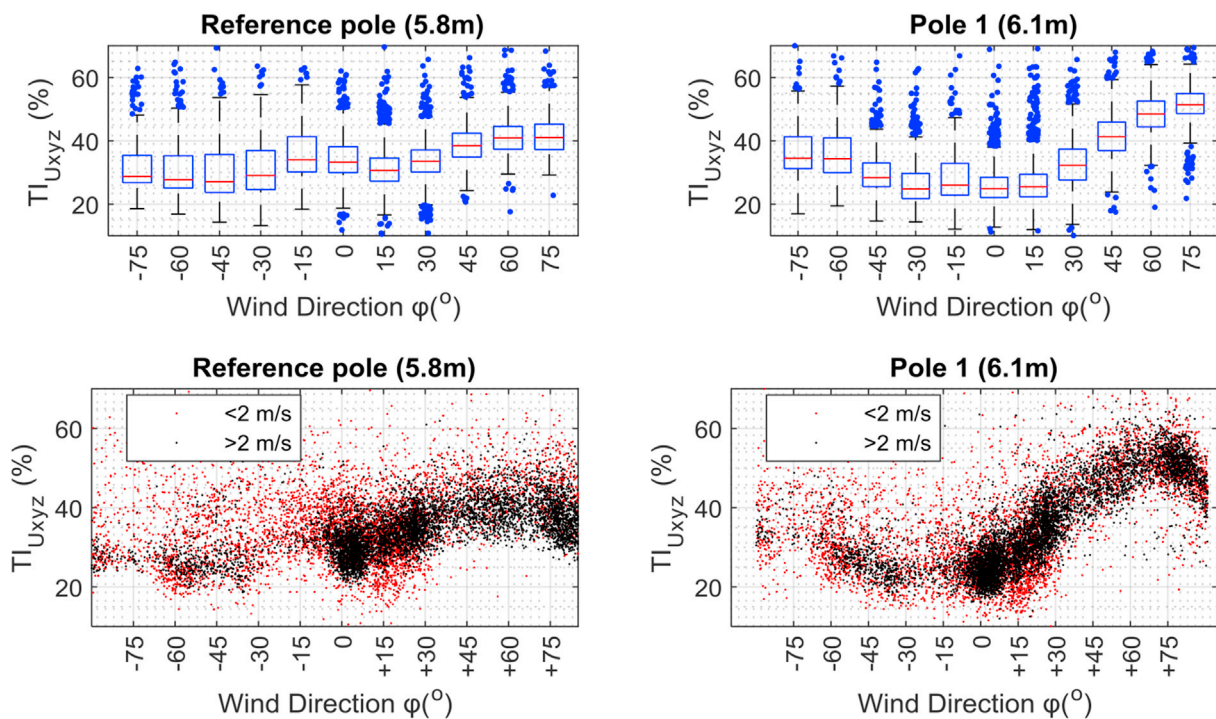 Reference pole (5.8m)
TI_Uxyz (%)
60
40
20
-75 -60 -45 -30 -15 0 15 30 45 60 75
Wind Direction φ(º)
Pole 1 (6.1m)
TI_Uxyz (%)
60
40
20
-75 -60 -45 -30 -15 0 15 30 45 60 75
Wind Direction φ(º)
Reference pole (5.8m)
<2 m/s
>2 m/s
TI_Uxyz (%)
60
40
20
-75 -60 -45 -30 -15 0 +15 +30 +45 +60 +75
Wind Direction φ(º)
Pole 1 (6.1m)
<2 m/s
>2 m/s
TI_Uxyz (%)
60
40
20
-75 -60 -45 -30 -15 0 +15 +30 +45 +60 +75
Wind Direction φ(º)